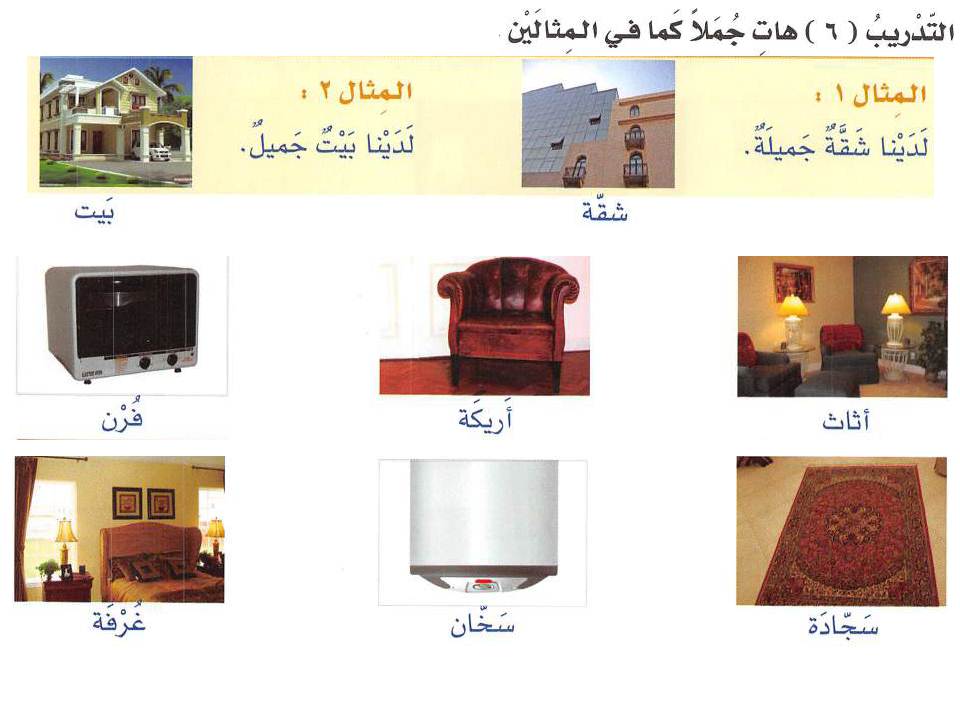 التّدْريبُ ( ٦ ) هاتِ جُمَلاً كَما في المِثالَيْنِ.
المِثال ١ :
لَدَيْنا شَقَّةٌ جَميلَةٌ.
المِثال ٢ :
لَدَيْنا بَيْتٌ جَميلٌ.
شقّة
بَيت
أثاث
أَريكَة
فُرْن
سَجّادَة
سَخّان
غُرْفَة